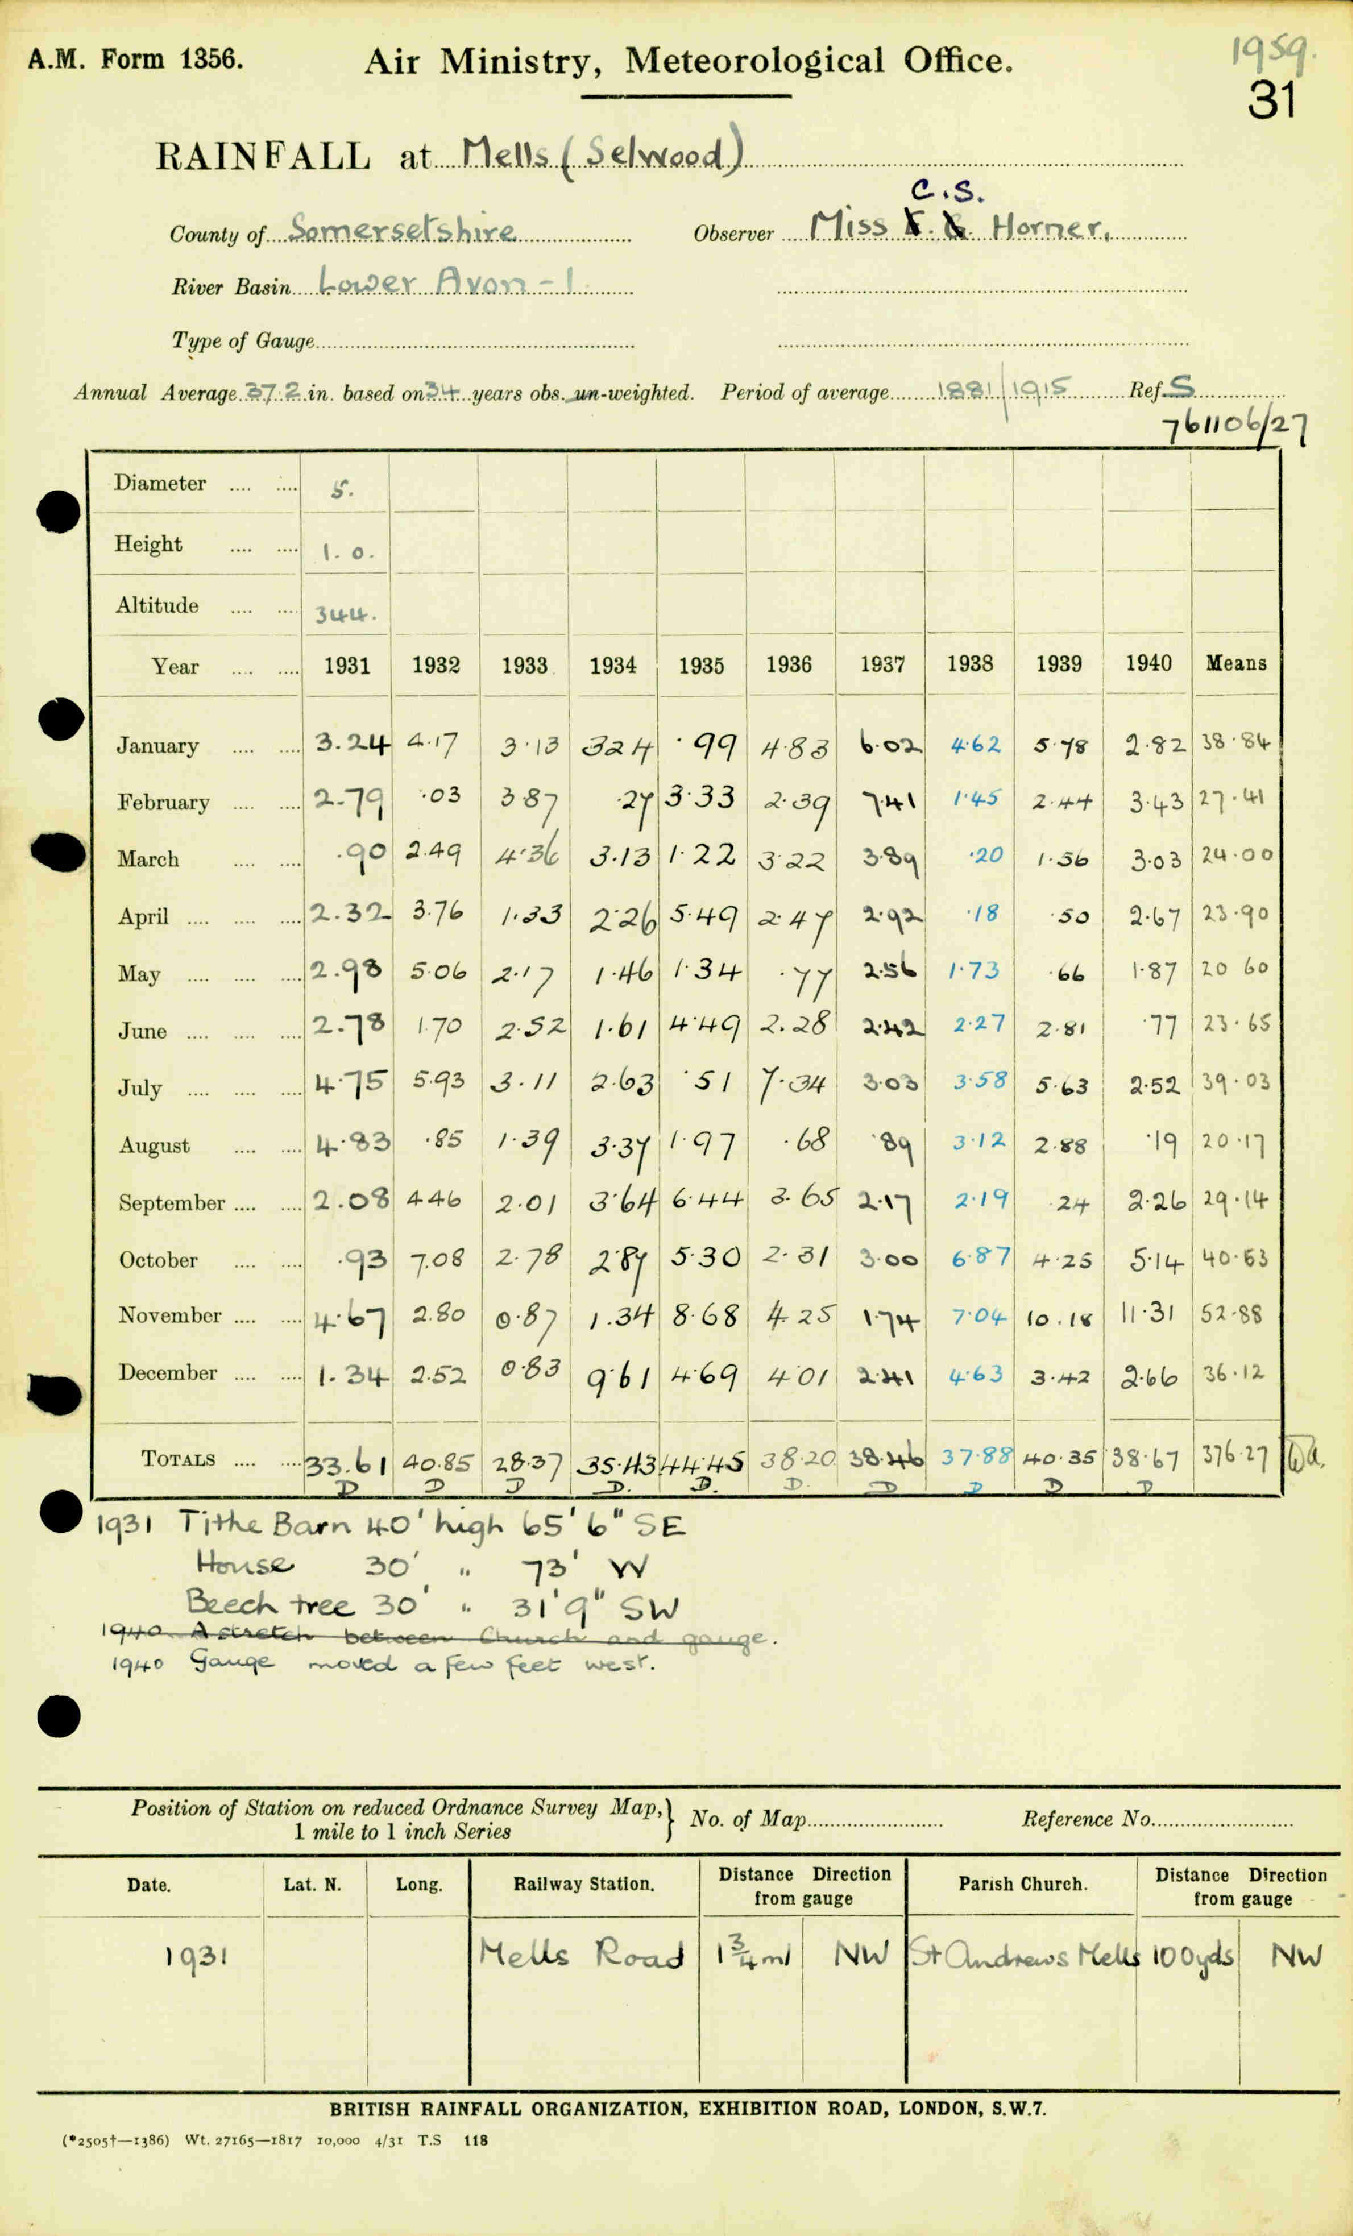 1959.
A.M. Form 1356. Air Ministry, Meteorological Office.
31
RAINFALL at Mells (Selwood)
C.S.
County of Somersetshire Observer Miss Horner.
River Basin Lower Avon - 1
Type of Gauge
Annual Average 37.2 in. based on 34 years obs. un-weighted. Period of average 1881/1915 Ref. S
761106/27
Diameter .... .... 5.
Height .... .... 1. 0.
Altitude .... .... 344.
Year .... .... 1931 1932 1933 1934 1935 1936 1937 1938 1939 1940 Means
January .... .... 3.24 4.17 3.13 3 24 .99 4.83 6.02 4.62 5.78 2.82 38.84
February .... .... 2.79 .03 3 87 .27 3.33 2.39 7.41 1.45 2.44 3.43 27.41
March .... .... .90 2.49 4.36 3.13 1.22 3.22 3.89 .20 1.56 3.03 24.00
April .... .... .... 2.32 3.76 1.33 2.26 5.49 2.47 2.92 .18 .50 2.67 23.90
May .... .... .... 2.98 5.06 2.17 1.46 1.34 .77 2.56 1.73 .66 1.87 20 60
June .... .... .... 2.78 1.70 2.52 1.61 4.49 2.28 2.42 2.27 2.81 .77 23.65
July .... .... .... 4.75 5.93 3.11 2.63 .51 7.34 3.03 3.58 5.63 2.52 39.03
August .... .... 4.83 .85 1.39 3.37 1.97 .68 .89 3.12 2.88 .19 20.17
September .... .... 2.08 4 46 2.01 3.64 6.44 3.65 2.17 2.19 .24 2.26 29.14
October .... .... .93 7.08 2.78 2.87 5.30 2.31 3.00 6.87 4.25 5.14 40.53
November .... .... 4.67 2.80 0.87 1.34 8.68 4.25 1.74 7.04 10.18 11.31 52.88
December .... .... 1.34 2.52 0.83 9.61 4.69 4.01 2.41 4.63 3.42 2.66 36.12
TOTALS .... .... 33.61 40.85 28.37 35.43 44.45 38.20 38.46 37.88 40.35 38.67 376.27
D D D D. D. D. D D D D
1931 Tithe Barn 40' high 65' 6" SE
House 30' " 73' W
Beech tree 30' " 31' 9" SW
1940 A stretch between Church and gauge.
1940 Gauge moved a few feet west.
Position of Station on reduced Ordnance Survey Map, } No. of Map Reference No.
1 mile to 1 inch Series
Date. Lat. N. Long. Railway Station. Distance Direction from gauge Parish Church. Distance Direction from gauge
1931 Mells Road 1 3/4 ml NW St Andrews Mells 100yds NW
BRITISH RAINFALL ORGANIZATION, EXHIBITION ROAD, LONDON, S.W.7.
(*2505†—1386) Wt. 27165—1817 10,000 4/31 T.S 118